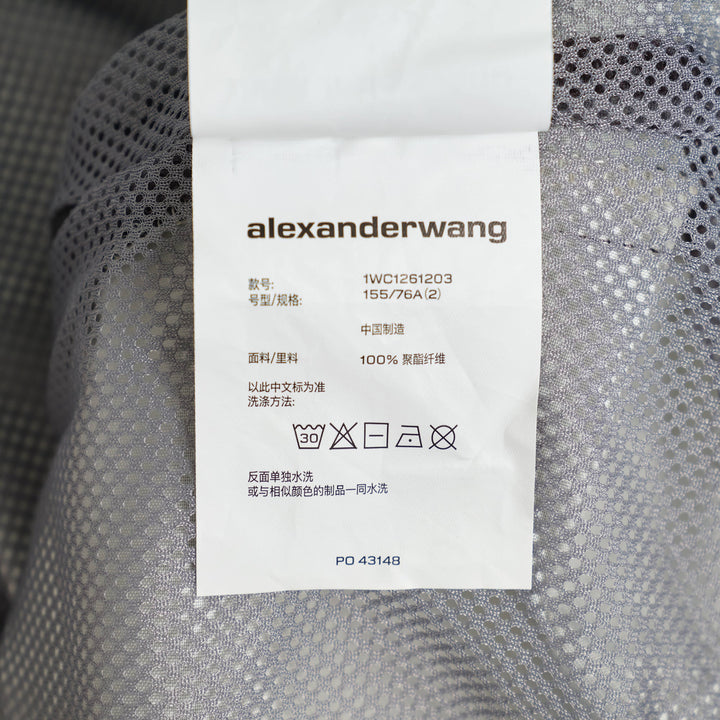 alexanderwang
款号: 1WC1261203
号型/规格: 155/76A(2)
中国制造
面料/里料 100% 聚酯纤维
以此中文标为准
洗涤方法:
30
反面单独水洗
或与相似颜色的制品一同水洗
PO 43148